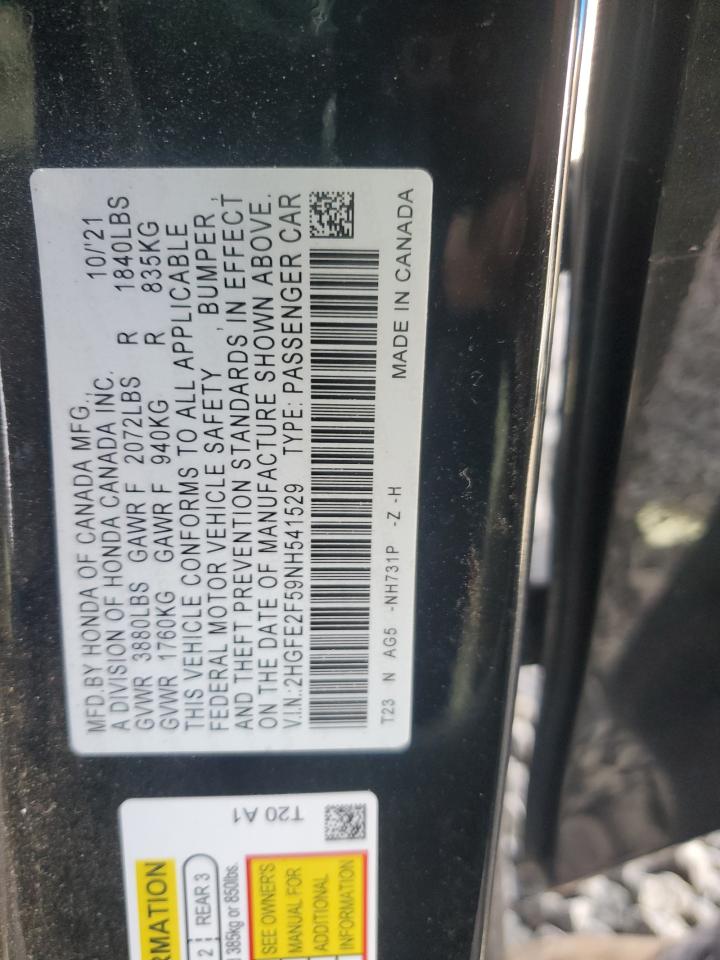 MFD.BY HONDA OF CANADA MFG., 10/'21
A DIVISION OF HONDA CANADA INC.
GVWR 3880LBS GAWR F 2072LBS R 1840LBS
GVWR 1760KG GAWR F 940KG R 835KG
THIS VEHICLE CONFORMS TO ALL APPLICABLE
FEDERAL MOTOR VEHICLE SAFETY, BUMPER,
AND THEFT PREVENTION STANDARDS IN EFFECT
ON THE DATE OF MANUFACTURE SHOWN ABOVE.
V.I.N.:2HGFE2F59NH541529 TYPE: PASSENGER CAR
T23 N AG5 -NH731P -Z -H MADE IN CANADA
T20 A1
RMATION
2 REAR 3
385kg or 850lbs.
SEE OWNER'S
MANUAL FOR
ADDITIONAL
INFORMATION